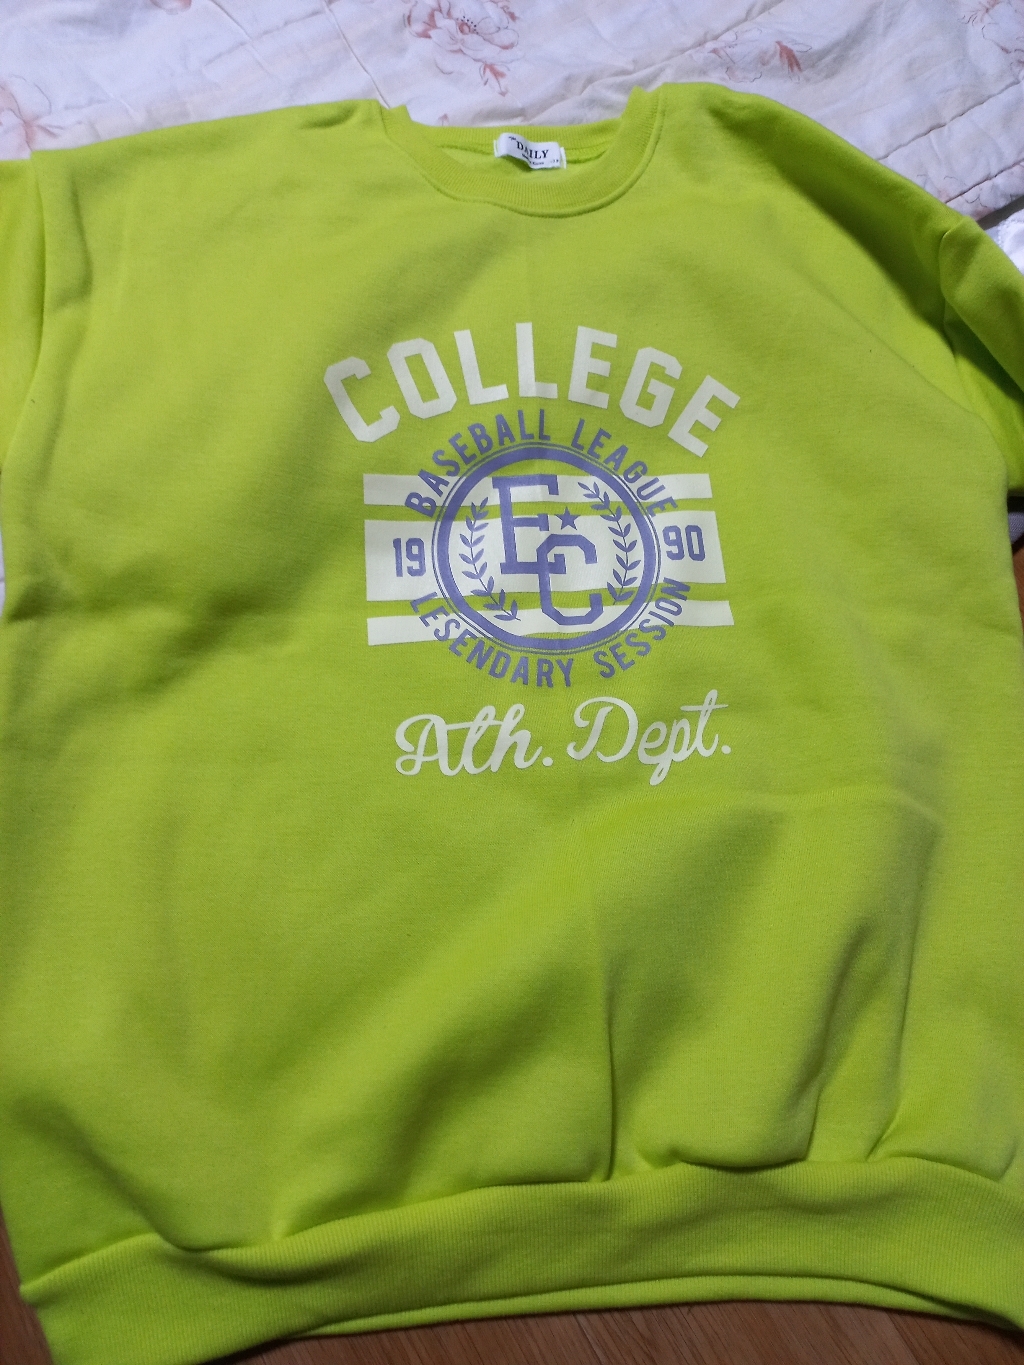 DAILY
COLLEGE
BASEBALL LEAGUE
19 EC 90
LESENDARY SESSION
Ath. Dept.